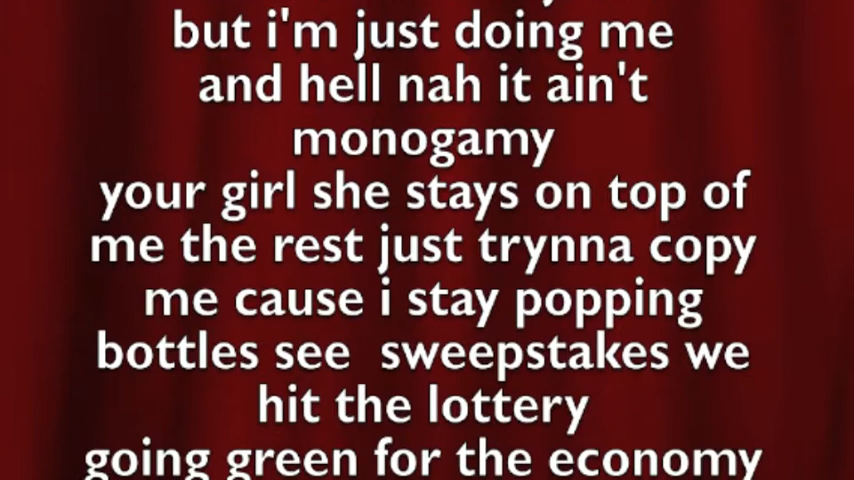 but i'm just doing me
and hell nah it ain't
monogamy
your girl she stays on top of
me the rest just trynna copy
me cause i stay popping
bottles see  sweepstakes we
hit the lottery
going green for the economy